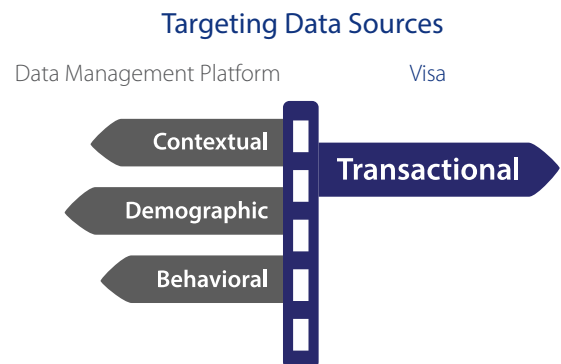 Targeting Data Sources
Data Management Platform
Visa
Contextual
Transactional
Demographic
Behavioral